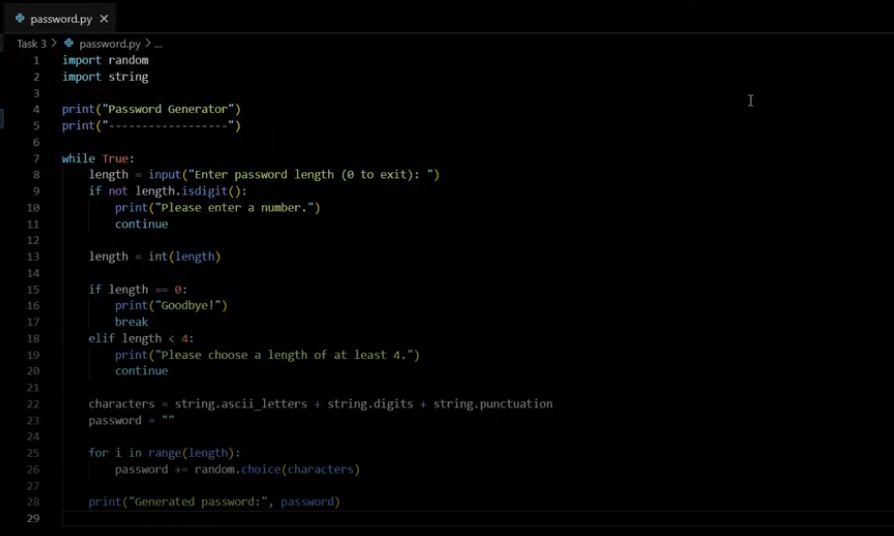 password.py ×
Task 3 > password.py > ...
1 import random
2 import string
3
4 print("Password Generator")
5 print("------------------")
6
7 while True:
8     length = input("Enter password length (0 to exit): ")
9     if not length.isdigit():
10         print("Please enter a number.")
11         continue
12
13     length = int(length)
14
15     if length == 0:
16         print("Goodbye!")
17         break
18     elif length < 4:
19         print("Please choose a length of at least 4.")
20         continue
21
22     characters = string.ascii_letters + string.digits + string.punctuation
23     password = ""
24
25     for i in range(length):
26         password += random.choice(characters)
27
28     print("Generated password:", password)
29